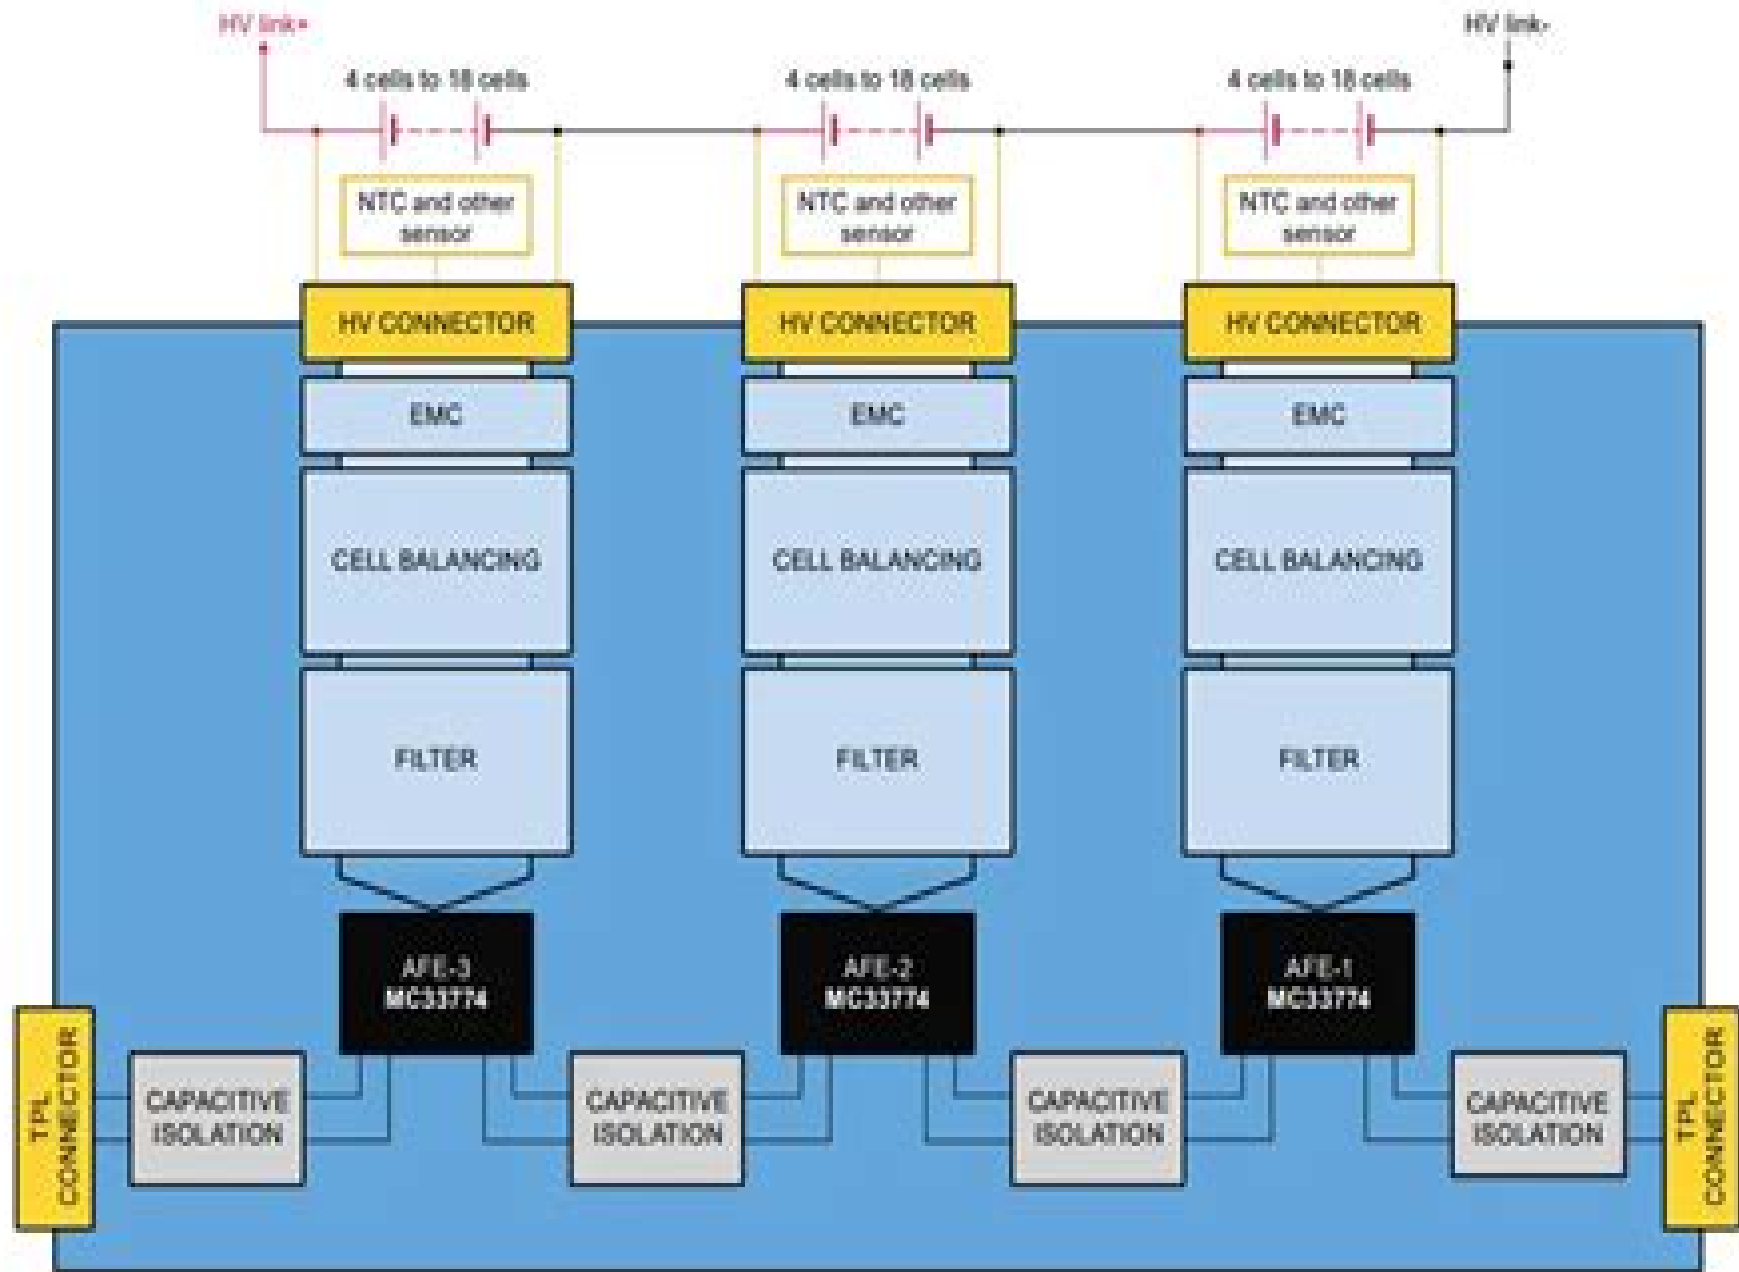 HV link+
HV link-
4 cells to 18 cells
4 cells to 18 cells
4 cells to 18 cells
NTC and other
sensor
NTC and other
sensor
NTC and other
sensor
HV CONNECTOR
HV CONNECTOR
HV CONNECTOR
EMC
EMC
EMC
CELL BALANCING
CELL BALANCING
CELL BALANCING
FILTER
FILTER
FILTER
AFE-3
MC33774
AFE-2
MC33774
AFE-1
MC33774
TPL
CONNECTOR
CAPACITIVE
ISOLATION
CAPACITIVE
ISOLATION
CAPACITIVE
ISOLATION
CAPACITIVE
ISOLATION
TPL
CONNECTOR